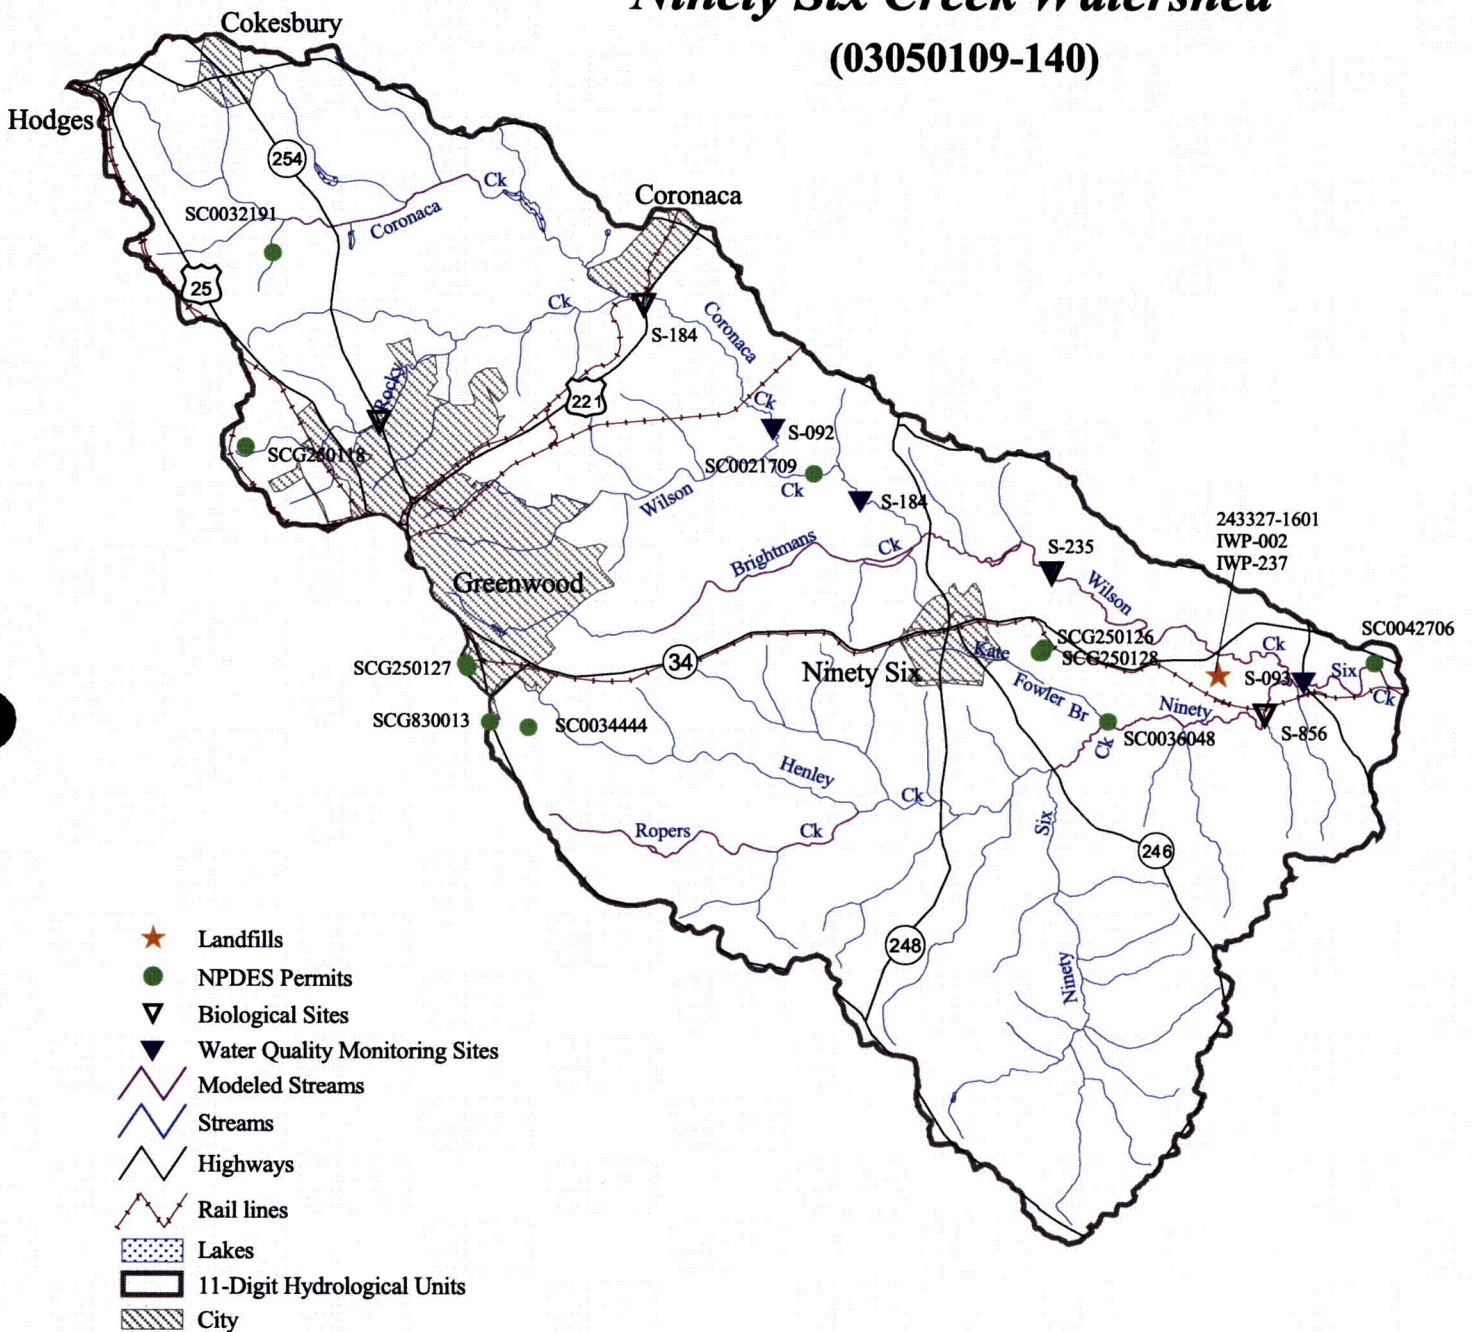 Ninety Six Creek Watershed
(03050109-140)
Cokesbury
Hodges
254
Ck
Coronaca
Coronaca
SC0032191
25
Ck
S-184
Coronaca
Rocky
221
Ck
S-092
SCG250118
SC0021709
Ck
Wilson
S-184
243327-1601
IWP-002
IWP-237
Brightmans
Ck
S-235
Wilson
Greenwood
SCG250126
SCG250128
SC0042706
Ck
Kate
SCG250127
34
Ninety Six
S-093
Six
Ck
Fowler Br
Ninety
SCG830013
SC0034444
Ck
SC0036048
S-856
Henley
Ck
Ropers
Ck
Six
246
248
Ninety
Landfills
NPDES Permits
Biological Sites
Water Quality Monitoring Sites
Modeled Streams
Streams
Highways
Rail lines
Lakes
11-Digit Hydrological Units
City